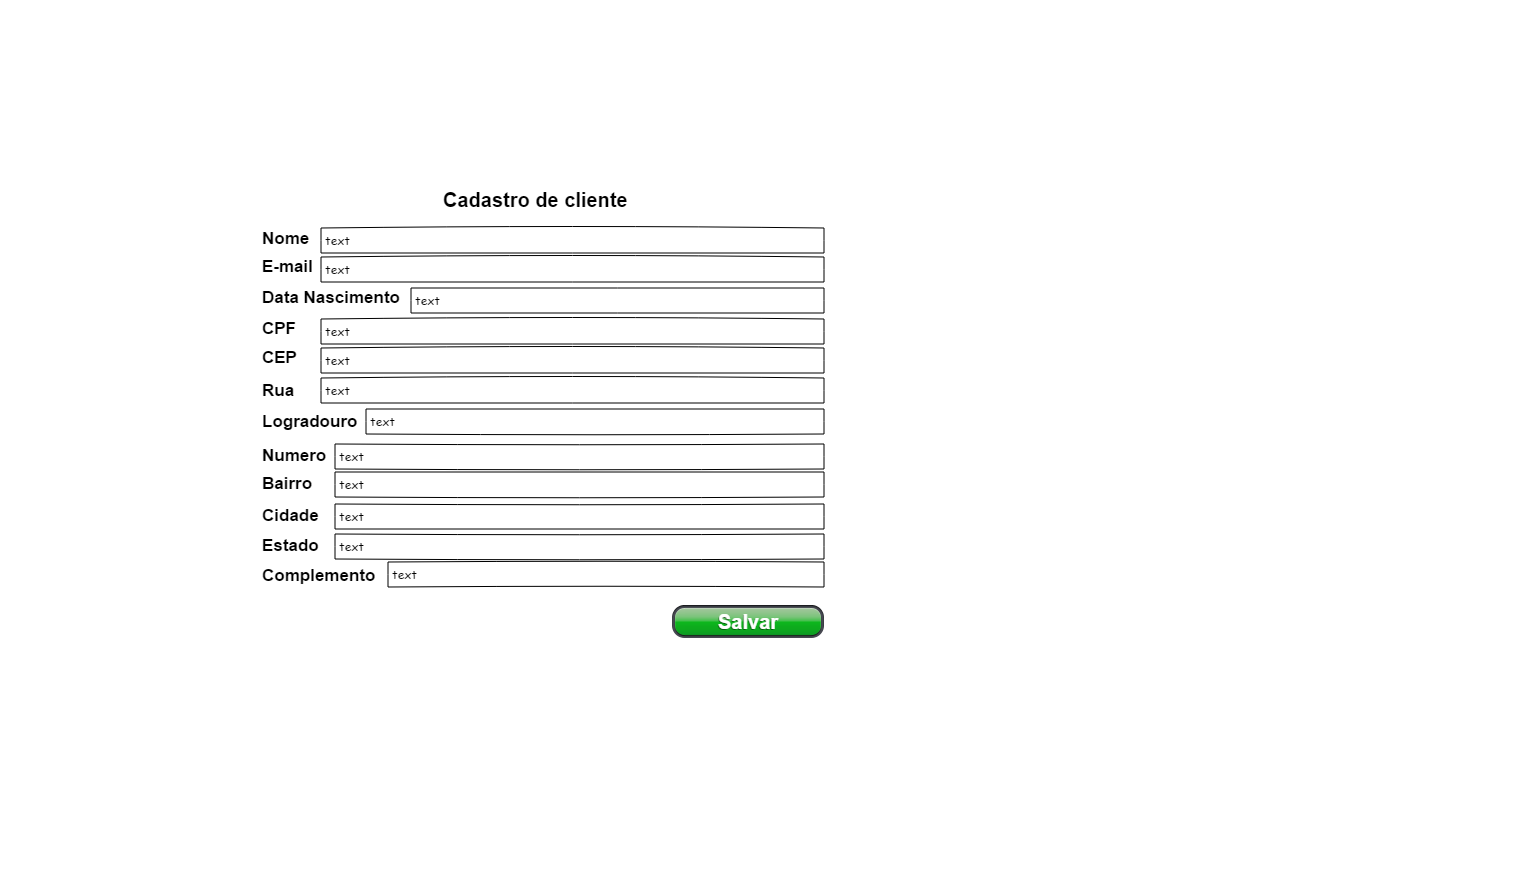 Cadastro de cliente
Nome text
E-mail text
Data Nascimento text
CPF text
CEP text
Rua text
Logradouro text
Numero text
Bairro text
Cidade text
Estado text
Complemento text
Salvar